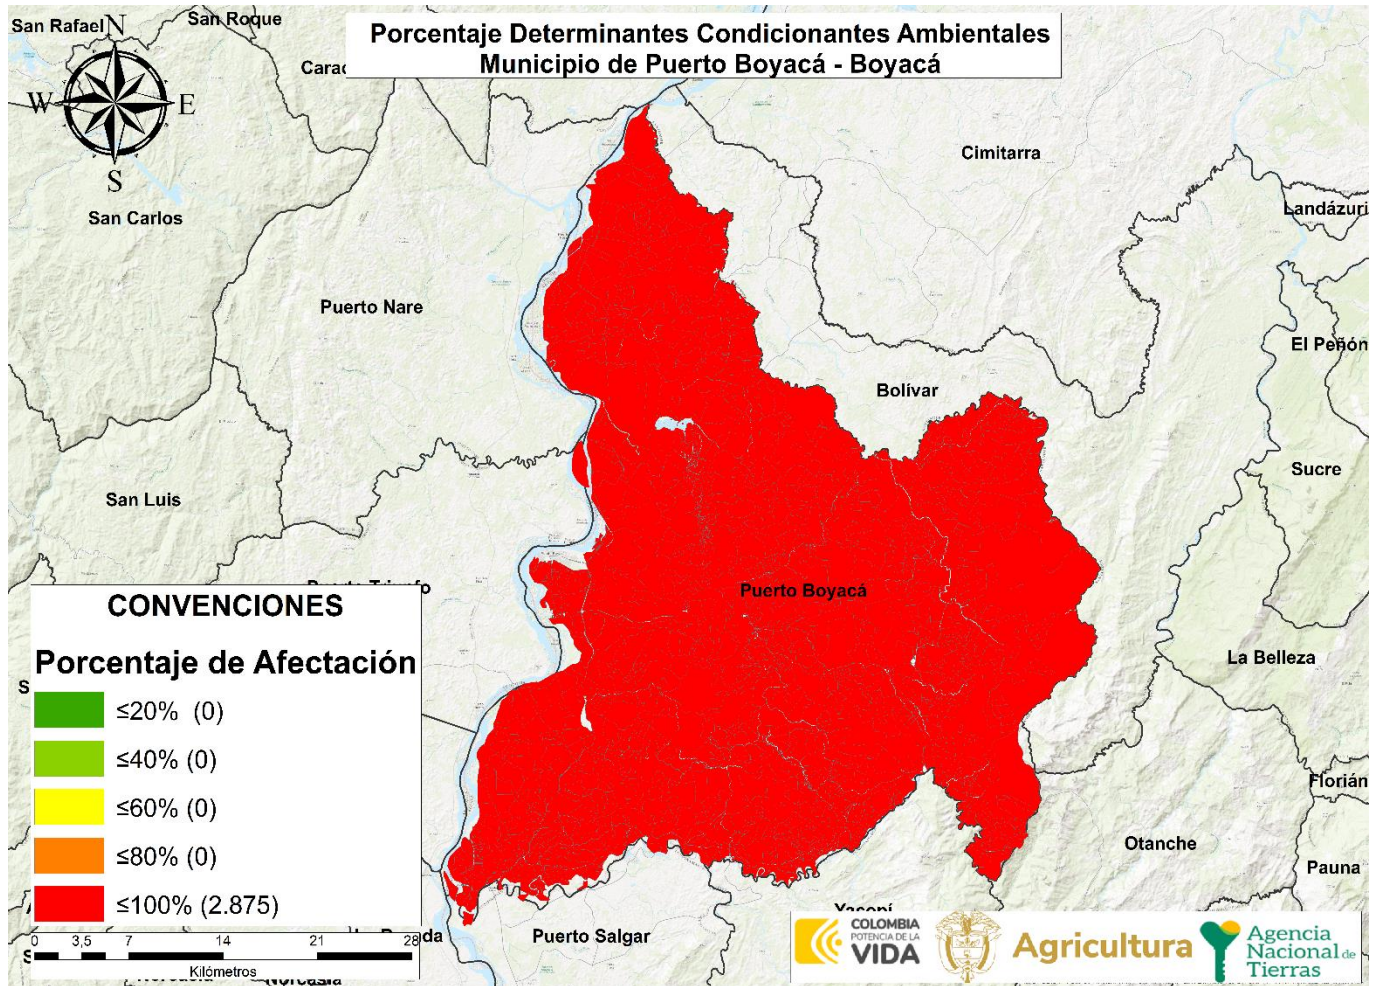 San Rafael
San Roque
N
W
E
S
Porcentaje Determinantes Condicionantes Ambientales
Municipio de Puerto Boyacá - Boyacá
Cimitarra
San Carlos
Landázuri
Puerto Nare
El Peñón
Bolívar
Sucre
San Luis
Puerto Boyacá
La Belleza
Florián
Otanche
Pauna
Puerto Salgar
CONVENCIONES
Porcentaje de Afectación
≤20% (0)
≤40% (0)
≤60% (0)
≤80% (0)
≤100% (2.875)
0 3,5 7 14 21 28
Kilómetros
COLOMBIA
POTENCIA DE LA
VIDA
Agricultura
Agencia
Nacional de
Tierras